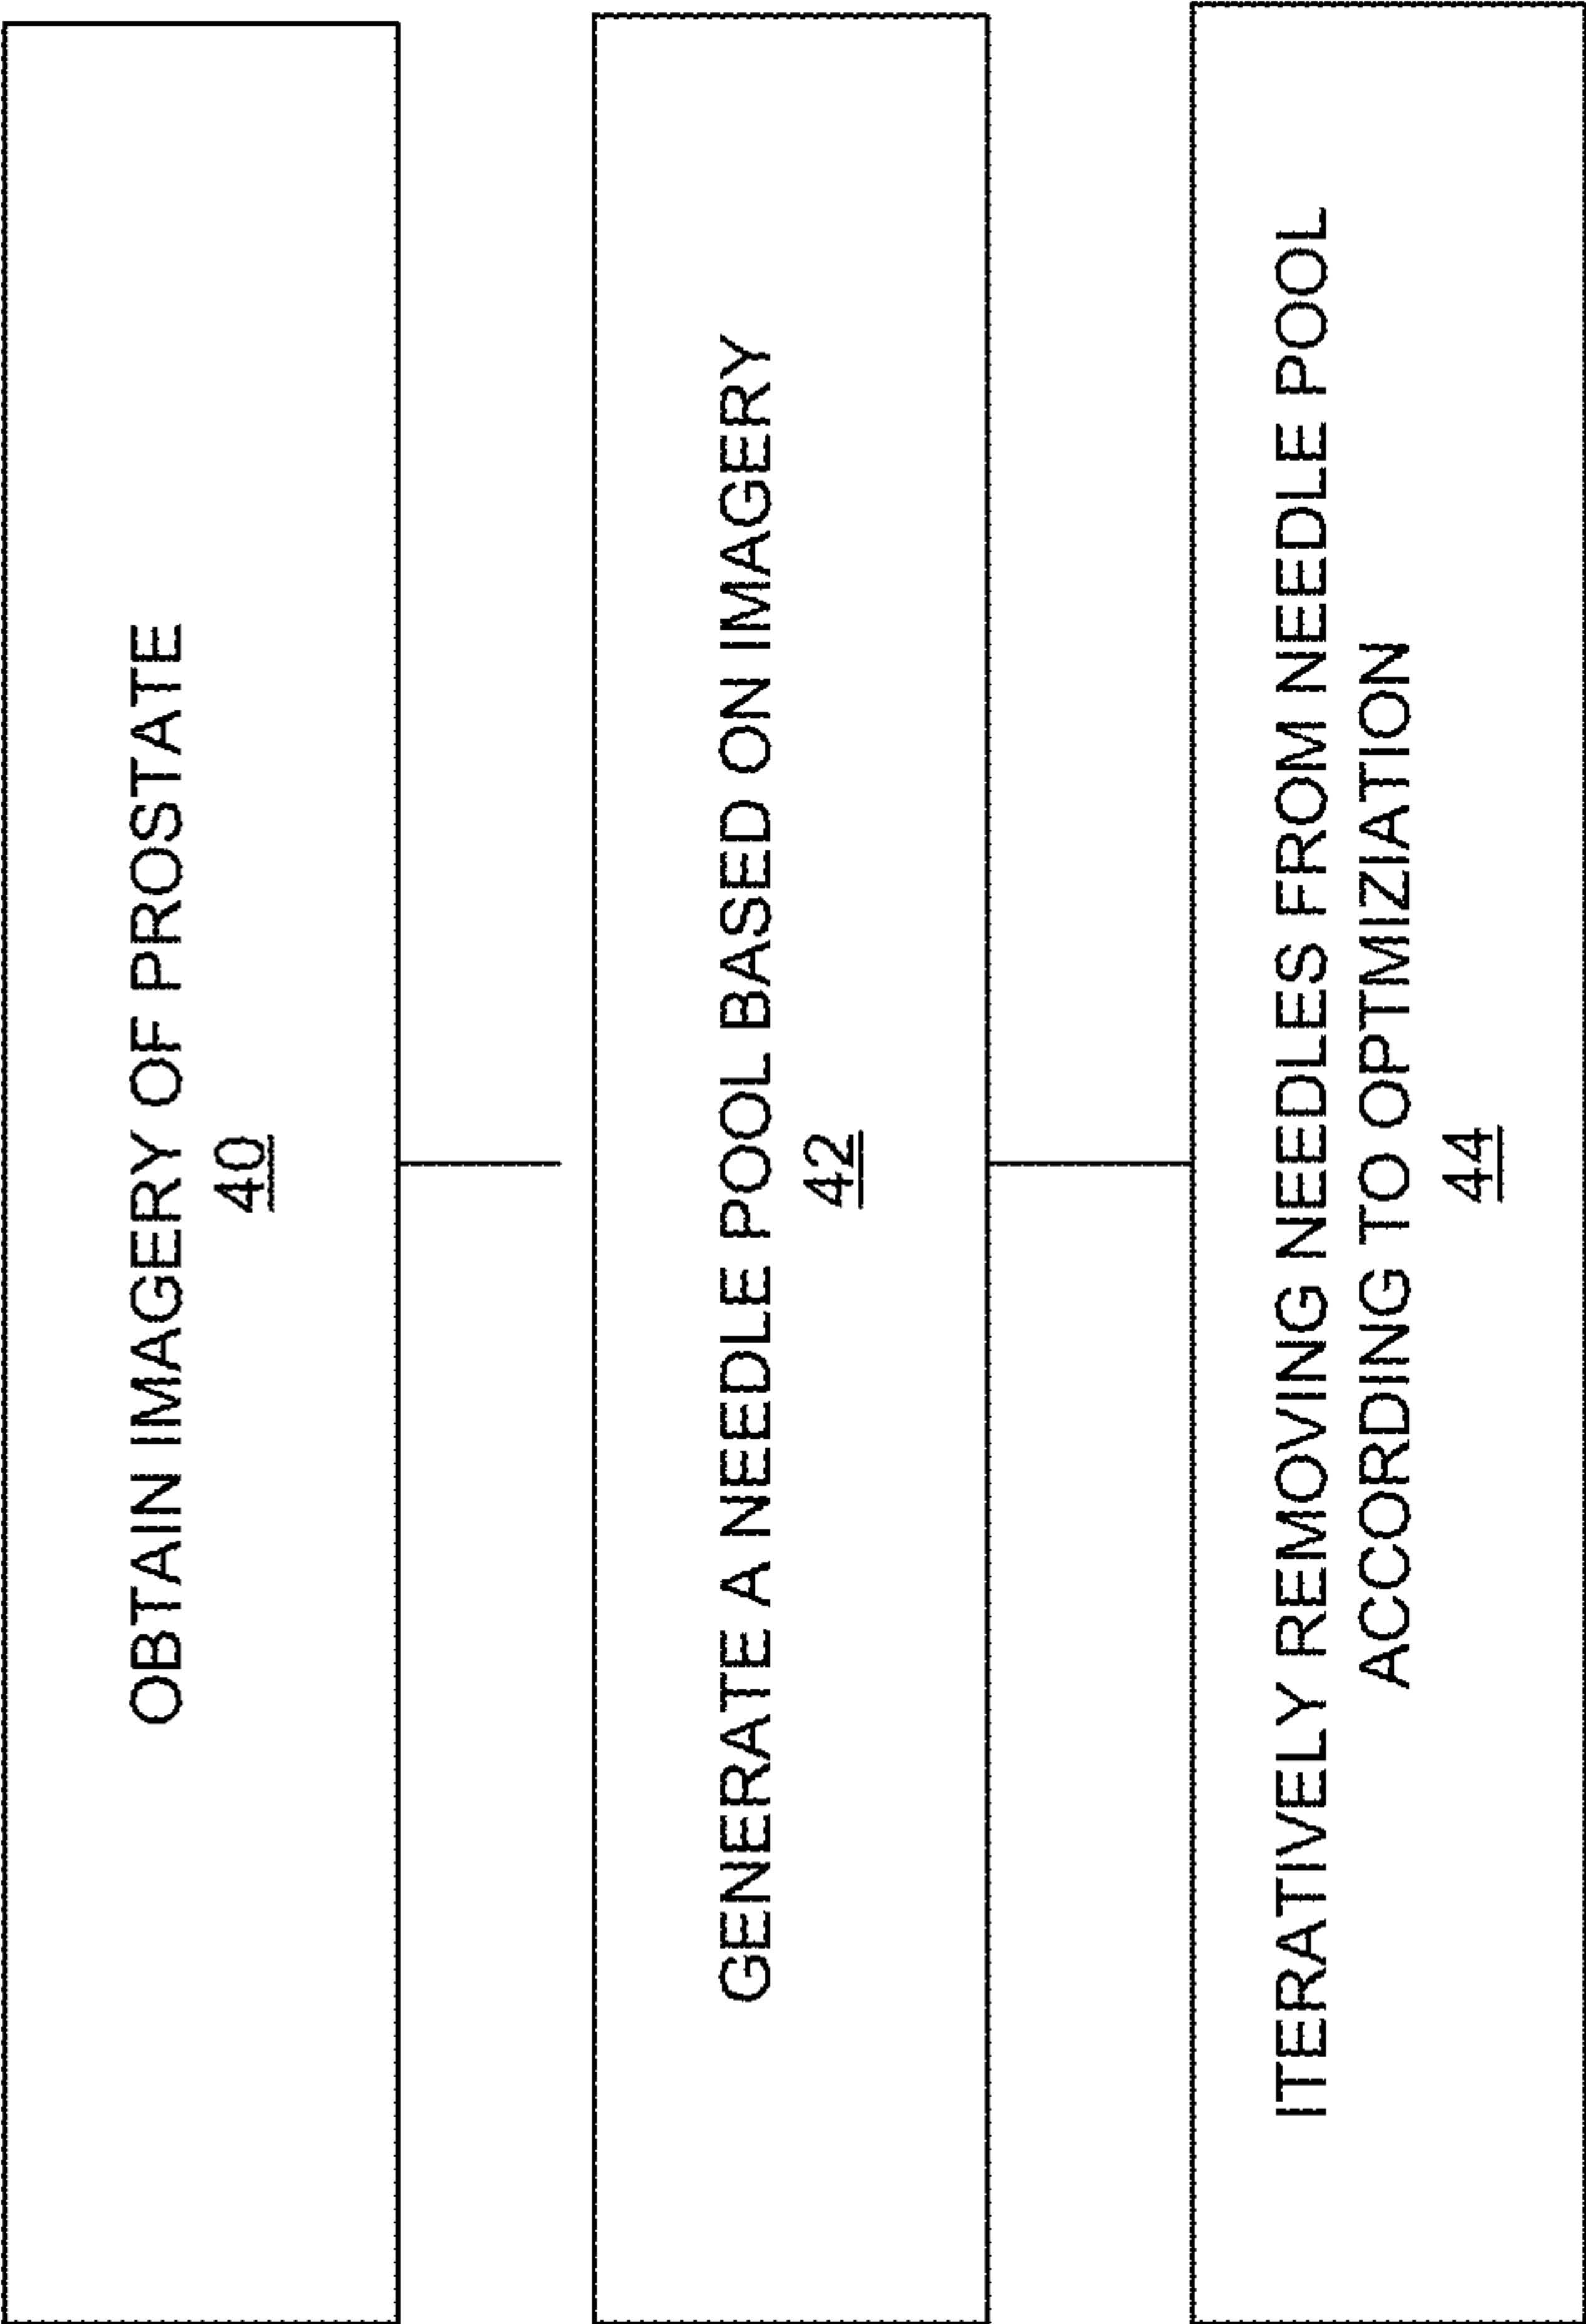 OBTAIN IMAGERY OF PROSTATE
40
GENERATE A NEEDLE POOL BASED ON IMAGERY
42
ITERATIVELY REMOVING NEEDLES FROM NEEDLE POOL
ACCORDING TO OPTIMIZIATION
44